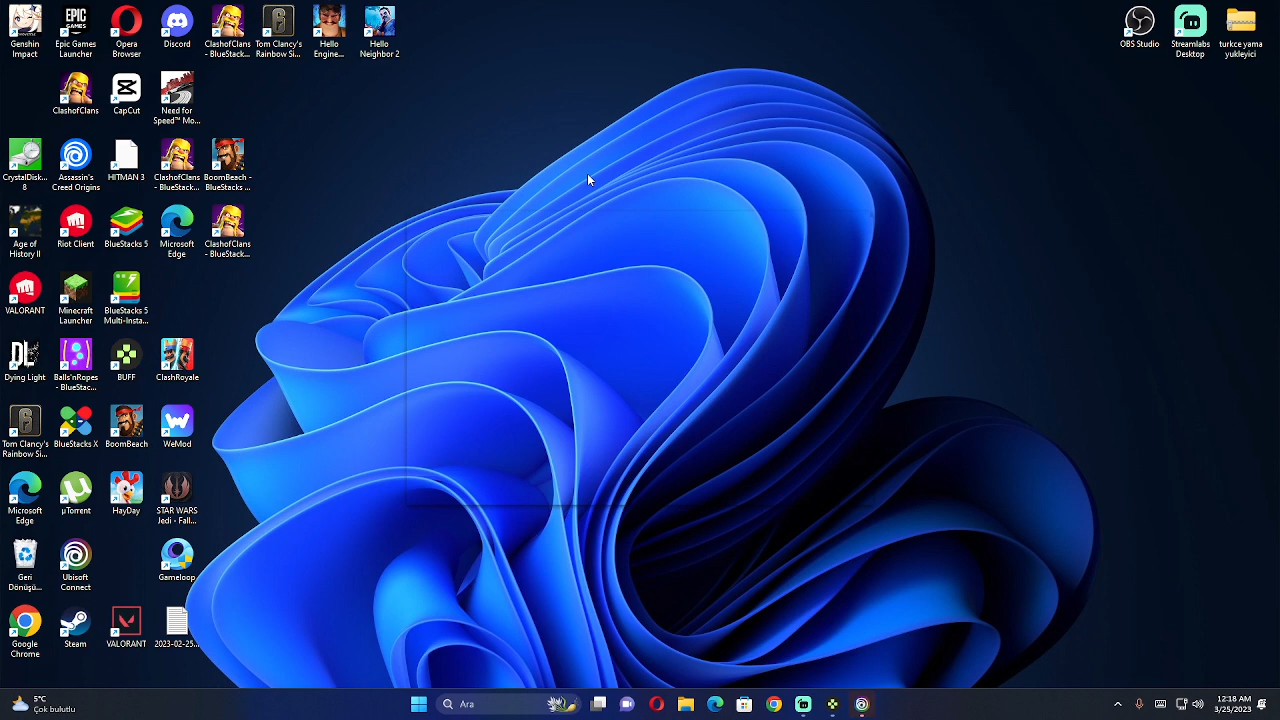 Genshin
Impact
Epic Games
Launcher
Opera
Browser
Discord
ClashofClans
- BlueStack...
Tom Clancy's
Rainbow Si...
Hello
Engine...
Hello
Neighbor 2
OBS Studio
Streamlabs
Desktop
turkce yama
yukleyici
ClashofClans
CapCut
Need for
Speed™ Mo...
CrystalDisk...
8
Assassin's
Creed Origins
HITMAN 3
ClashofClans
- BlueStack...
BoomBeach -
BlueStacks ...
Age of
History II
Riot Client
BlueStacks 5
Microsoft
Edge
ClashofClans
- BlueStack...
VALORANT
Minecraft
Launcher
BlueStacks 5
Multi-Insta...
Dying Light
Balls'nRopes
- BlueStac...
BUFF
ClashRoyale
Tom Clancy's
Rainbow Si...
BlueStacks X
BoomBeach
WeMod
Microsoft
Edge
µTorrent
HayDay
STAR WARS
Jedi - Fall...
Geri
Dönüşü...
Ubisoft
Connect
Gameloop
Google
Chrome
Steam
VALORANT
2023-02-25...
5°C
Çok bulutlu
Ara
12:18 AM
3/25/2023